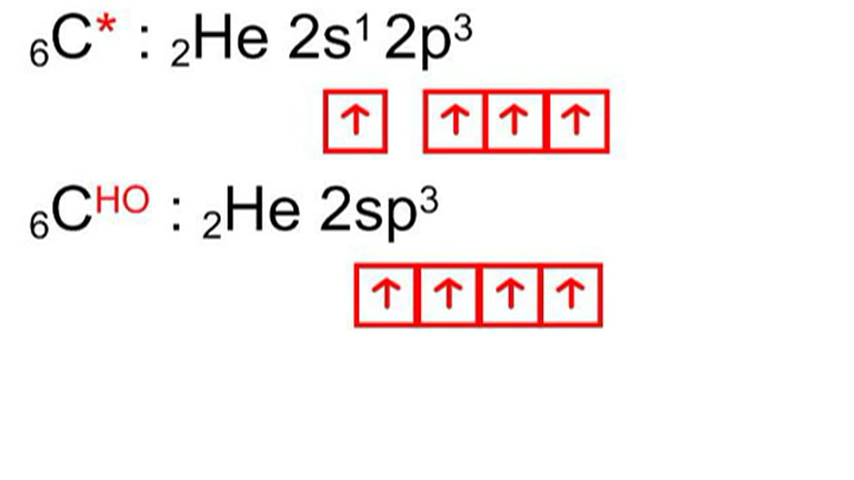 ₆C* : ₂He 2s¹ 2p³
↑ ↑ ↑ ↑
₆Cᴴᴼ : ₂He 2sp³
↑ ↑ ↑ ↑